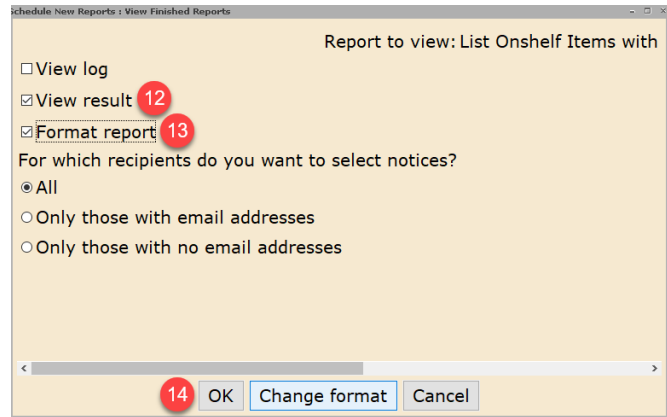 Schedule New Reports : View Finished Reports
Report to view: List Onshelf Items with
View log
View result 12
Format report 13
For which recipients do you want to select notices?
All
Only those with email addresses
Only those with no email addresses
14 OK Change format Cancel